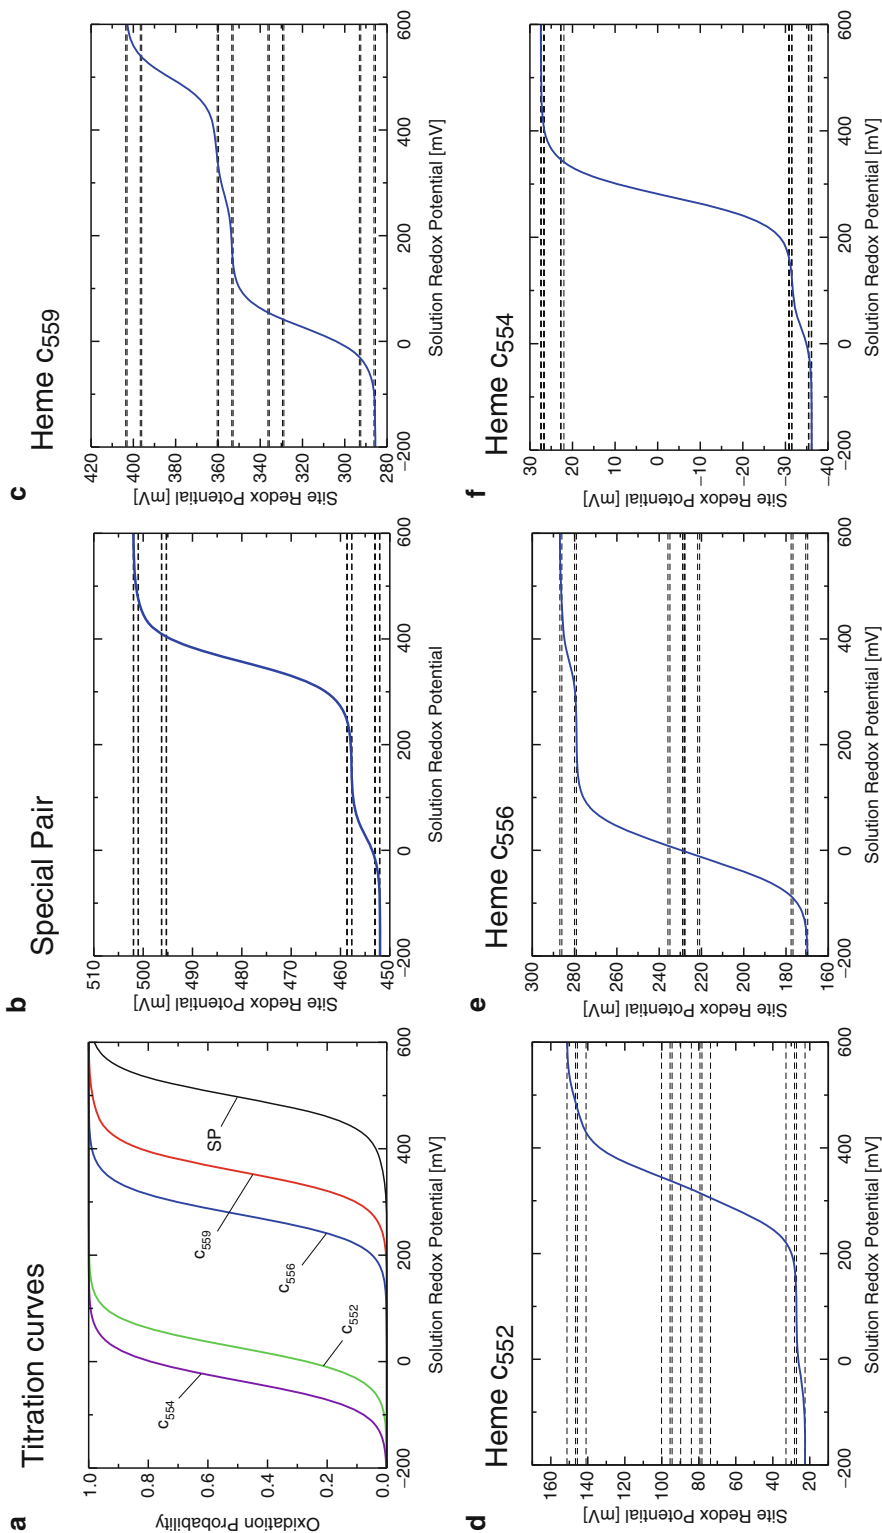 a
Titration curves
Oxidation Probability
1.0
0.8
0.6
0.4
0.2
0.0
c554
c552
c556
c559
SP
−200
0
200
400
600
Solution Redox Potential [mV]
b
Special Pair
Site Redox Potential [mV]
510
500
490
480
470
460
450
−200
0
200
400
600
Solution Redox Potential
c
Heme c559
Site Redox Potential [mV]
420
400
380
360
340
320
300
280
−200
0
200
400
600
Solution Redox Potential [mV]
d
Heme c552
Site Redox Potential [mV]
160
140
120
100
80
60
40
20
−200
0
200
400
600
Solution Redox Potential [mV]
e
Heme c556
Site Redox Potential [mV]
300
280
260
240
220
200
180
160
−200
0
200
400
600
Solution Redox Potential [mV]
f
Heme c554
Site Redox Potential [mV]
30
20
10
0
−10
−20
−30
−40
−200
0
200
400
600
Solution Redox Potential [mV]